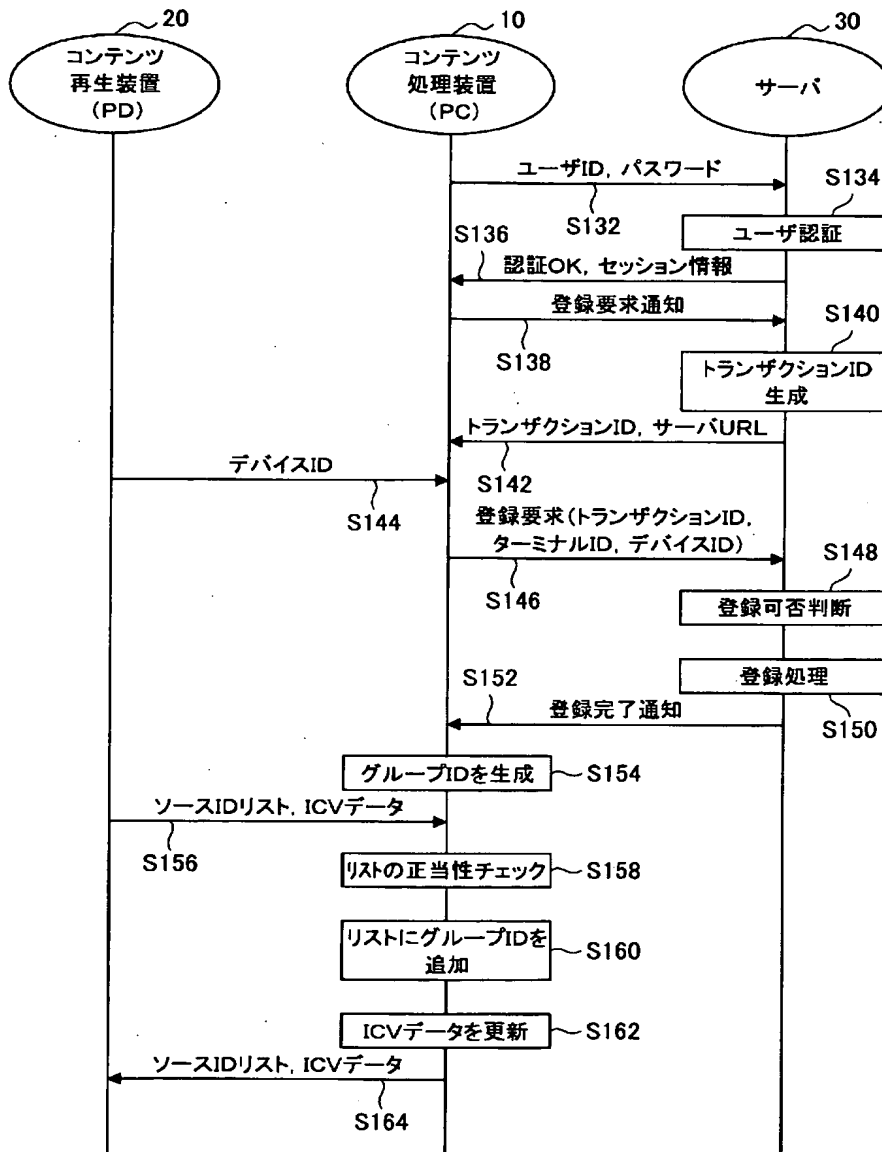 20
10
30
コンテンツ
再生装置
(PD)
コンテンツ
処理装置
(PC)
サーバ
ユーザID, パスワード
S132
S134
ユーザ認証
S136
認証OK, セッション情報
登録要求通知
S138
S140
トランザクションID
生成
トランザクションID, サーバURL
S142
デバイスID
S144
登録要求(トランザクションID,
ターミナルID, デバイスID)
S146
S148
登録可否判断
登録処理
S150
S152
登録完了通知
グループIDを生成
S154
ソースIDリスト, ICVデータ
S156
リストの正当性チェック
S158
リストにグループIDを
追加
S160
ICVデータを更新
S162
ソースIDリスト, ICVデータ
S164